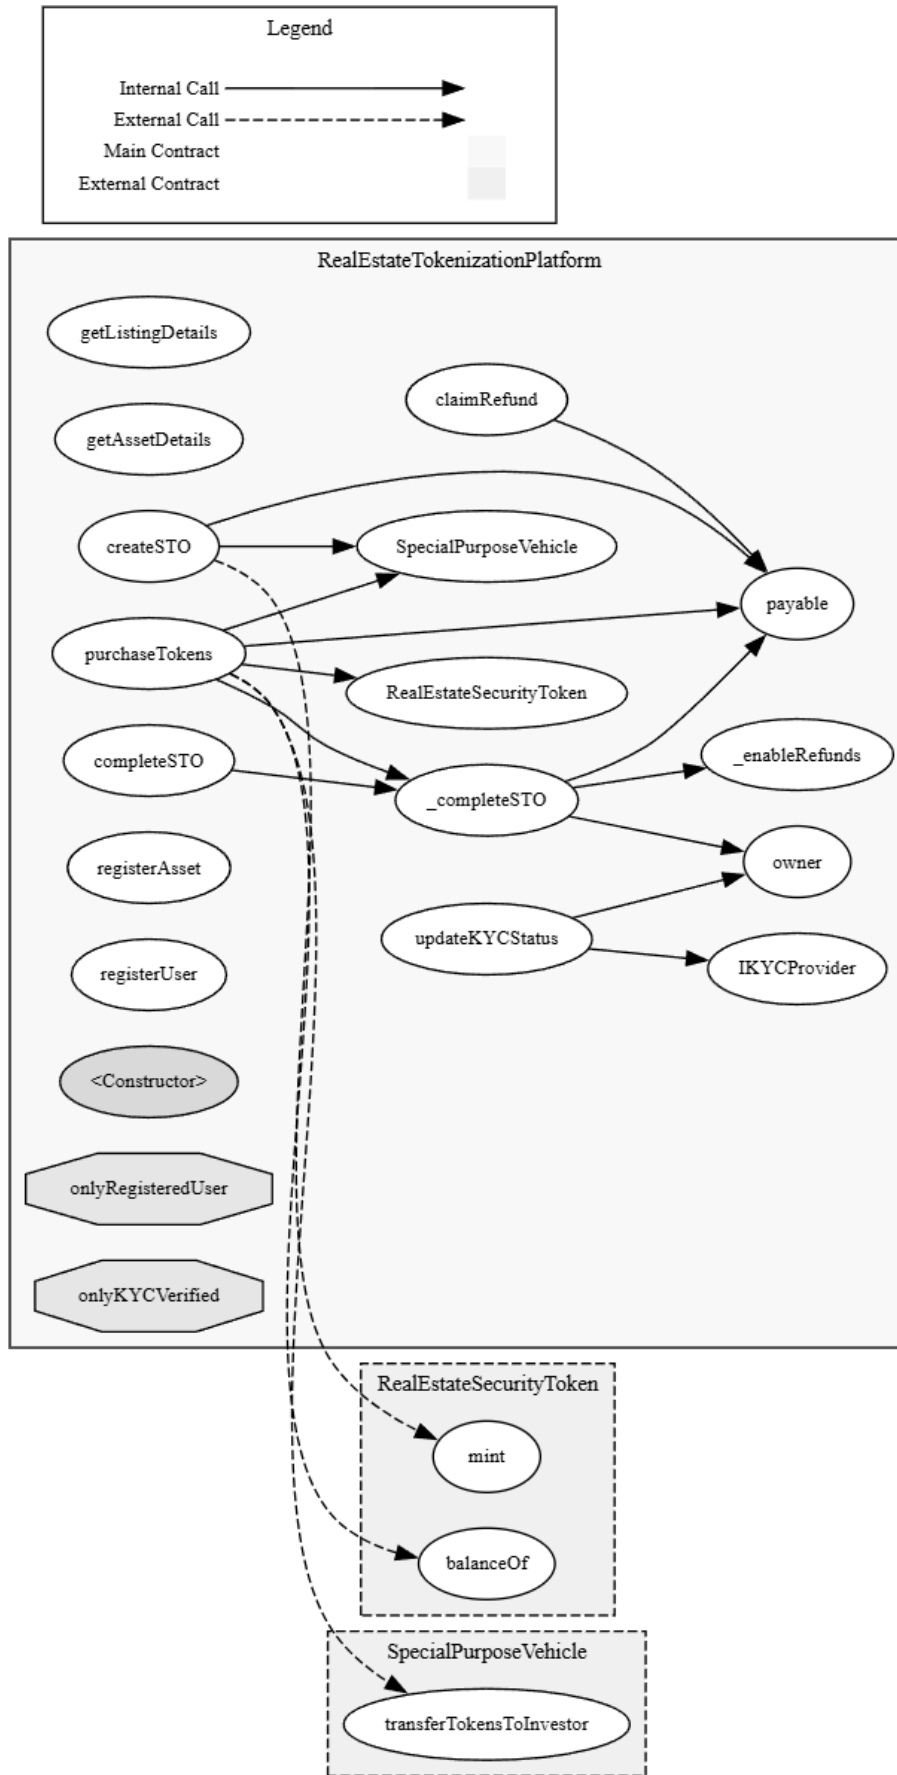 Legend
Internal Call
External Call
Main Contract
External Contract
RealEstateTokenizationPlatform
getListingDetails
claimRefund
getAssetDetails
createSTO
SpecialPurposeVehicle
payable
purchaseTokens
RealEstateSecurityToken
completeSTO
_enableRefunds
_completeSTO
registerAsset
owner
updateKYCStatus
registerUser
IKYCProvider
<Constructor>
onlyRegisteredUser
onlyKYCVerified
RealEstateSecurityToken
mint
balanceOf
SpecialPurposeVehicle
transferTokensToInvestor